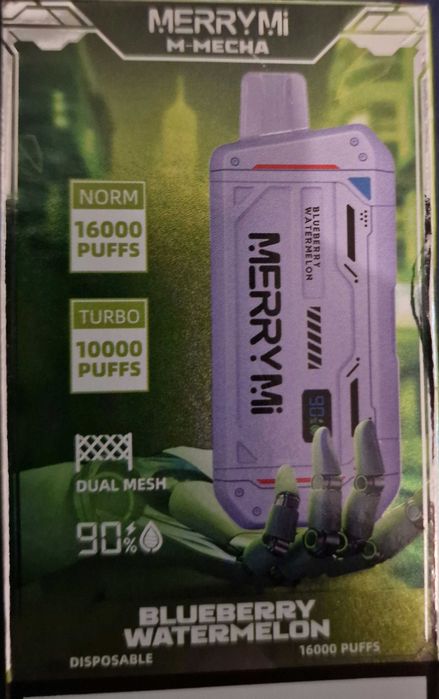 MERRYMi
M-MECHA
NORM
16000
PUFFS
TURBO
10000
PUFFS
DUAL MESH
90%
BLUEBERRY
WATERMELON
MERRYMi
BLUEBERRY
WATERMELON
DISPOSABLE
16000 PUFFS